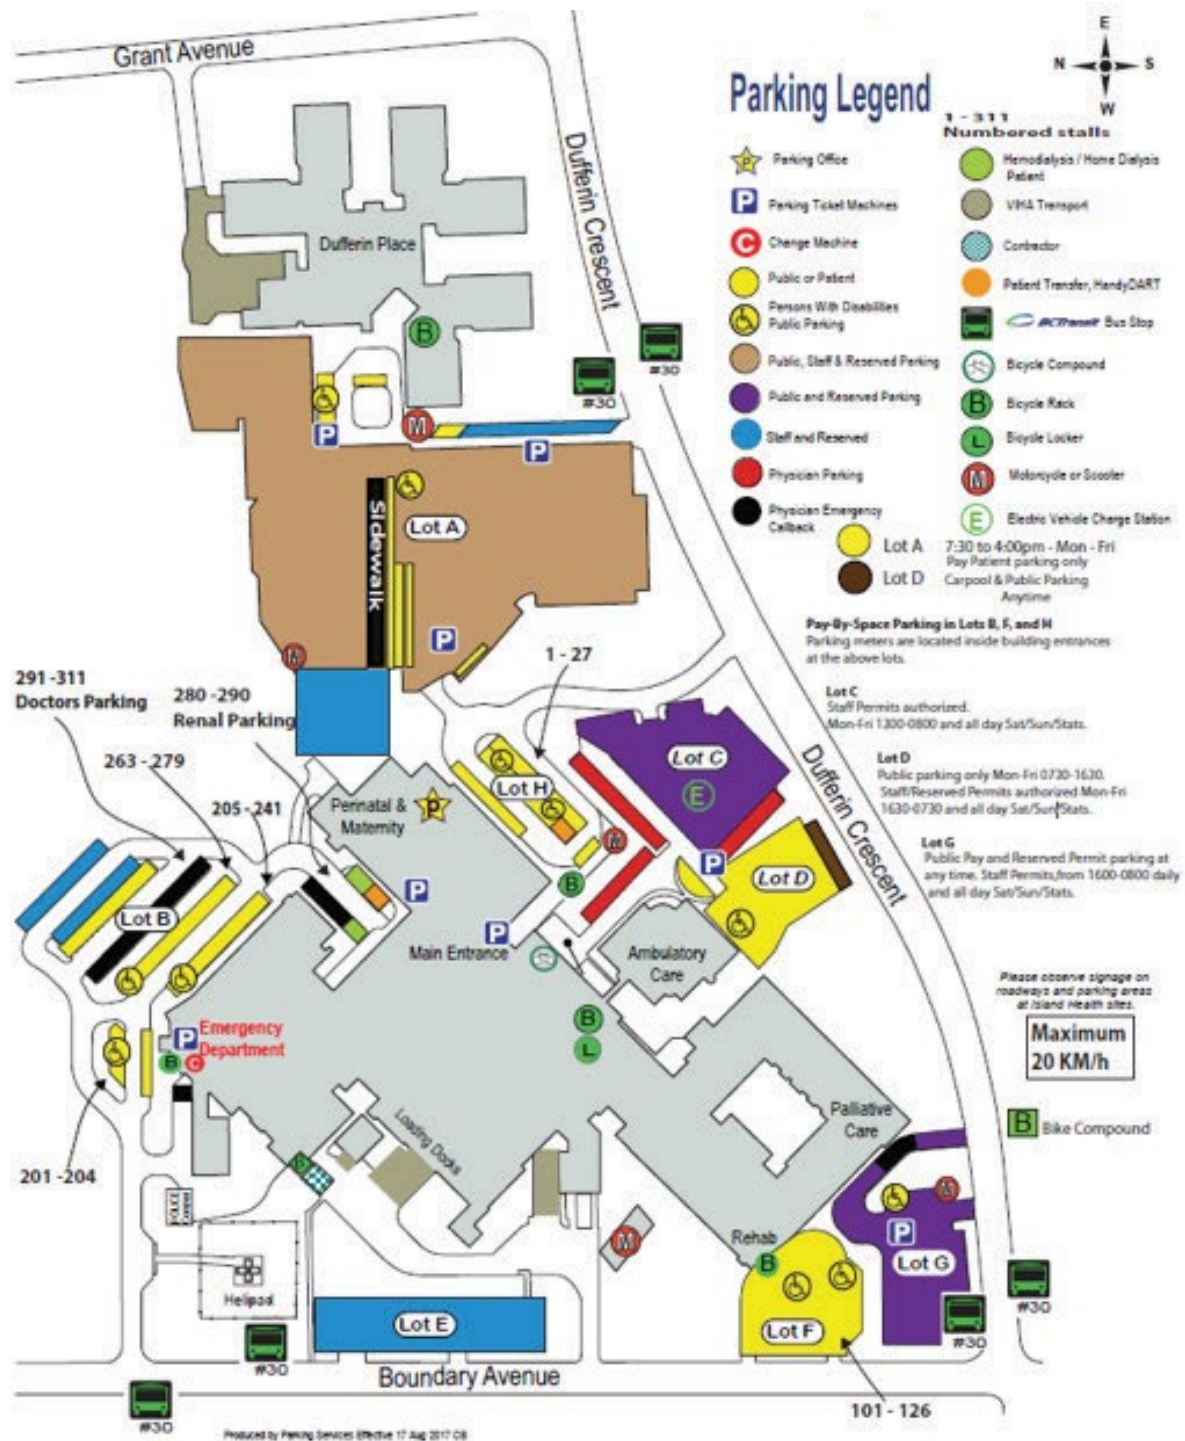 Grant Avenue
Dufferin Crescent
E
N
S
W
Parking Legend
1 - 311
Numbered stalls
Parking Office
Parking Ticket Machines
Change Machine
Public or Patient
Persons With Disabilities
Public Parking
Public, Staff & Reserved Parking
Public and Reserved Parking
Staff and Reserved
Physician Parking
Physician Emergency
Callback
Hemodialysis / Home Dialysis
Patient
VIHA Transport
Contractor
Patient Transfer, HandyDART
BCTransit Bus Stop
Bicycle Compound
Bicycle Rack
Bicycle Locker
Motorcycle or Scooter
Electric Vehicle Charge Station
P
P
C
B
L
M
E
Lot A
7:30 to 4:00pm - Mon - Fri
Pay Patient parking only
Lot D
Carpool & Public Parking
Anytime
Pay-By-Space Parking in Lots B, F, and H
Parking meters are located inside building entrances
at the above lots.
Lot C
Staff Permits authorized.
Mon-Fri 1300-0800 and all day Sat/Sun/Stats.
Lot D
Public parking only Mon-Fri 0730-1630.
Staff/Reserved Permits authorized Mon-Fri
1630-0730 and all day Sat/Sun/Stats.
Lot G
Public Pay and Reserved Permit parking at
any time. Staff Permits,from 1600-0800 daily
and all day Sat/Sun/Stats.
Please observe signage on
roadways and parking areas
at Island Health sites.
Maximum
20 KM/h
B
Bike Compound
Dufferin Place
B
#30
#30
M
P
P
Sidewalk
Lot A
P
M
291 -311
Doctors Parking
280 -290
Renal Parking
263 - 279
205 - 241
1 - 27
Lot C
E
Dufferin Crescent
Lot H
M
P
Lot D
Perinatal &
Maternity
P
P
B
Lot B
Main Entrance
P
Ambulatory
Care
B
L
Emergency
Department
P
B
C
201 -204
Loading Docks
Palliative
Care
POLICE
Helipad
M
Rehab
B
M
P
Lot G
Lot E
Lot F
#30
#30
#30
#30
Boundary Avenue
101 - 126
Produced by Parking Services Effective 17 Aug 2017 CB